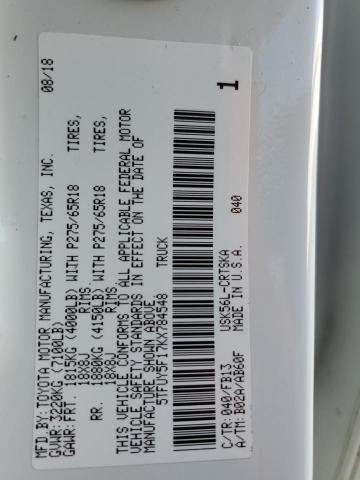 MFD.BY: TOYOTA MOTOR MANUFACTURING, TEXAS, INC. 08/18
GVWR: 3220KG (7100LB)
GAWR: FRT. 1815KG (4000LB) WITH P275/65R18 TIRES,
18X8J RIMS,
RR. 1880KG (4150LB) WITH P275/65R18 TIRES,
18X8J RIMS
THIS VEHICLE CONFORMS TO ALL APPLICABLE FEDERAL MOTOR
VEHICLE SAFETY STANDARDS IN EFFECT ON THE DATE OF
MANUFACTURE SHOWN ABOVE.
5TFUY5F17KX784548 TRUCK
USK56L-CRTSKA 040
C/TR: 040/FB13 MADE IN U.S.A.
A/TM: B02A/AB60F
1